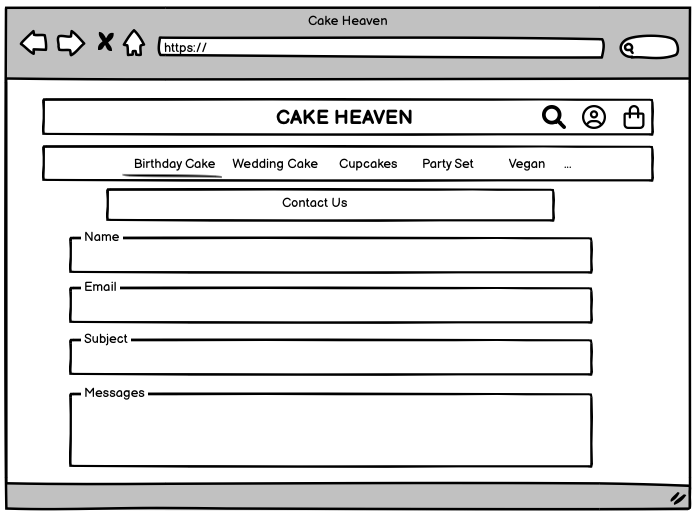 Cake Heaven
https://
CAKE HEAVEN
Birthday Cake Wedding Cake Cupcakes Party Set Vegan ...
Contact Us
Name
Email
Subject
Messages